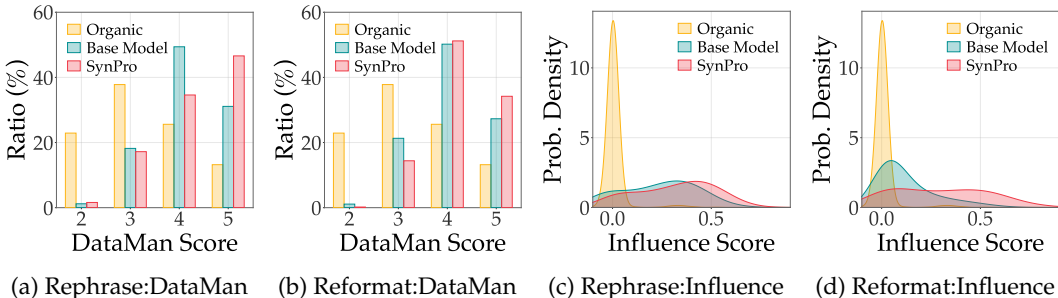 Ratio (%)
60
40
20
0
Organic
Base Model
SynPro
2 3 4 5
DataMan Score
(a) Rephrase:DataMan
Ratio (%)
60
40
20
0
Organic
Base Model
SynPro
2 3 4 5
DataMan Score
(b) Reformat:DataMan
Prob. Density
10
5
0
Organic
Base Model
SynPro
0.0 0.5
Influence Score
(c) Rephrase:Influence
Prob. Density
10
5
0
Organic
Base Model
SynPro
0.0 0.5
Influence Score
(d) Reformat:Influence